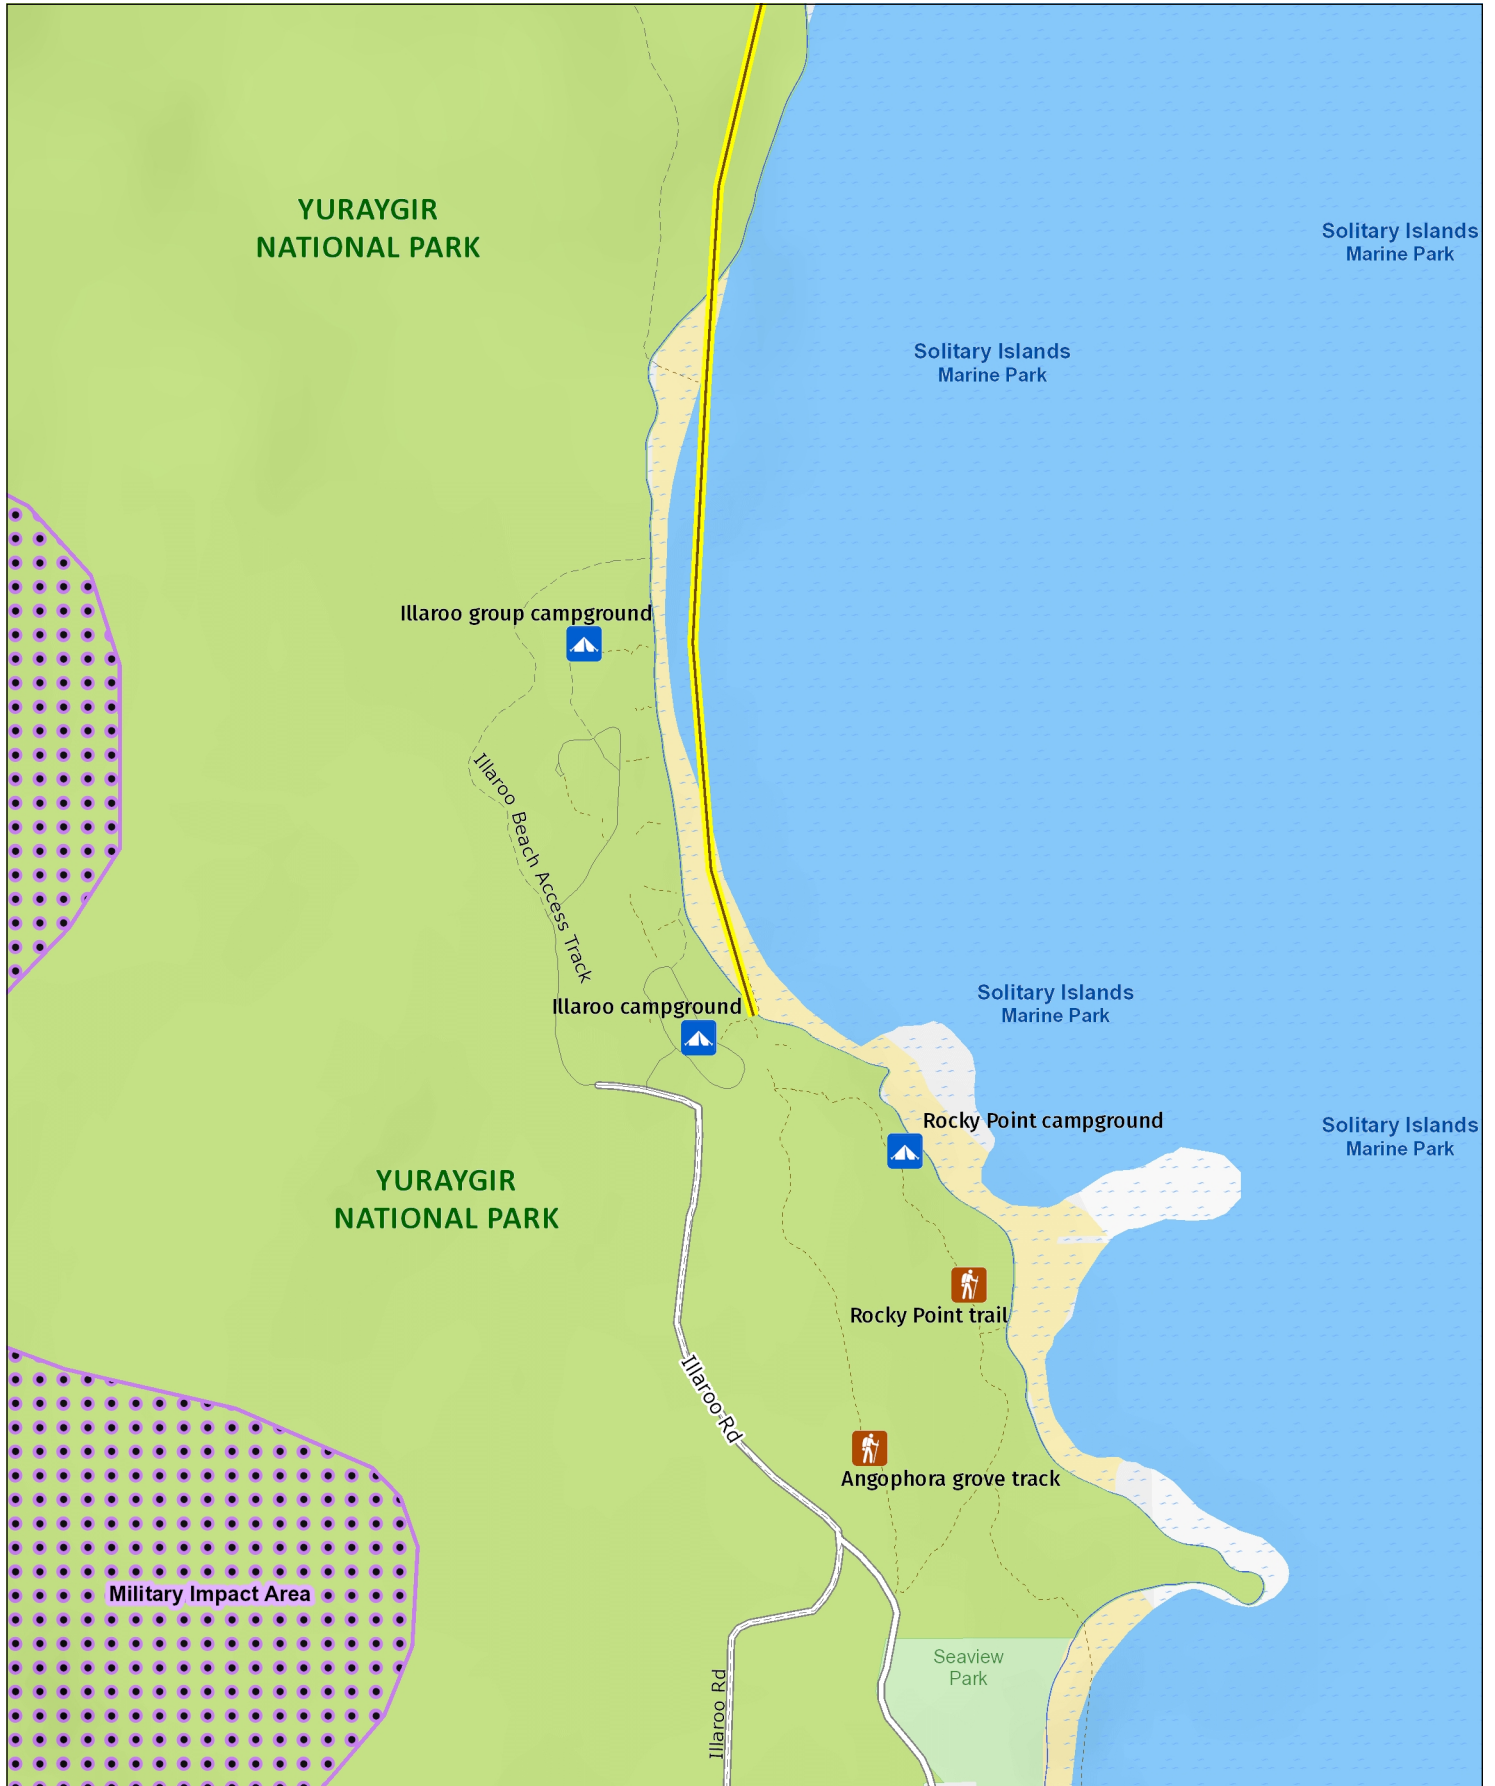 YURAYGIR
NATIONAL PARK
Solitary Islands
Marine Park
Solitary Islands
Marine Park
Illaroo group campground
Illaroo Beach Access Track
Illaroo campground
Solitary Islands
Marine Park
Rocky Point campground
Solitary Islands
Marine Park
YURAYGIR
NATIONAL PARK
Rocky Point trail
Illaroo Rd
Angophora grove track
Military Impact Area
Seaview
Park
Illaroo Rd